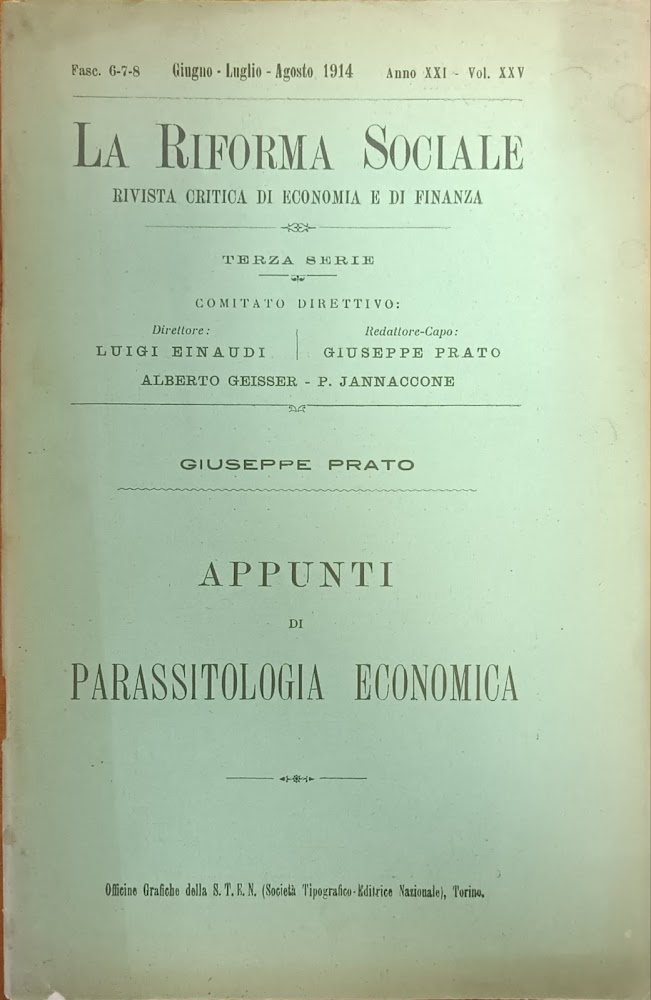 Fasc. 6-7-8 Giugno - Luglio - Agosto 1914 Anno XXI - Vol. XXV
LA RIFORMA SOCIALE
RIVISTA CRITICA DI ECONOMIA E DI FINANZA
TERZA SERIE
COMITATO DIRETTIVO:
Direttore: Redattore-Capo:
LUIGI EINAUDI GIUSEPPE PRATO
ALBERTO GEISSER - P. JANNACCONE
GIUSEPPE PRATO
APPUNTI
DI
PARASSITOLOGIA ECONOMICA
Officine Grafiche della S. T. E. N. (Società Tipografico-Editrice Nazionale), Torino.